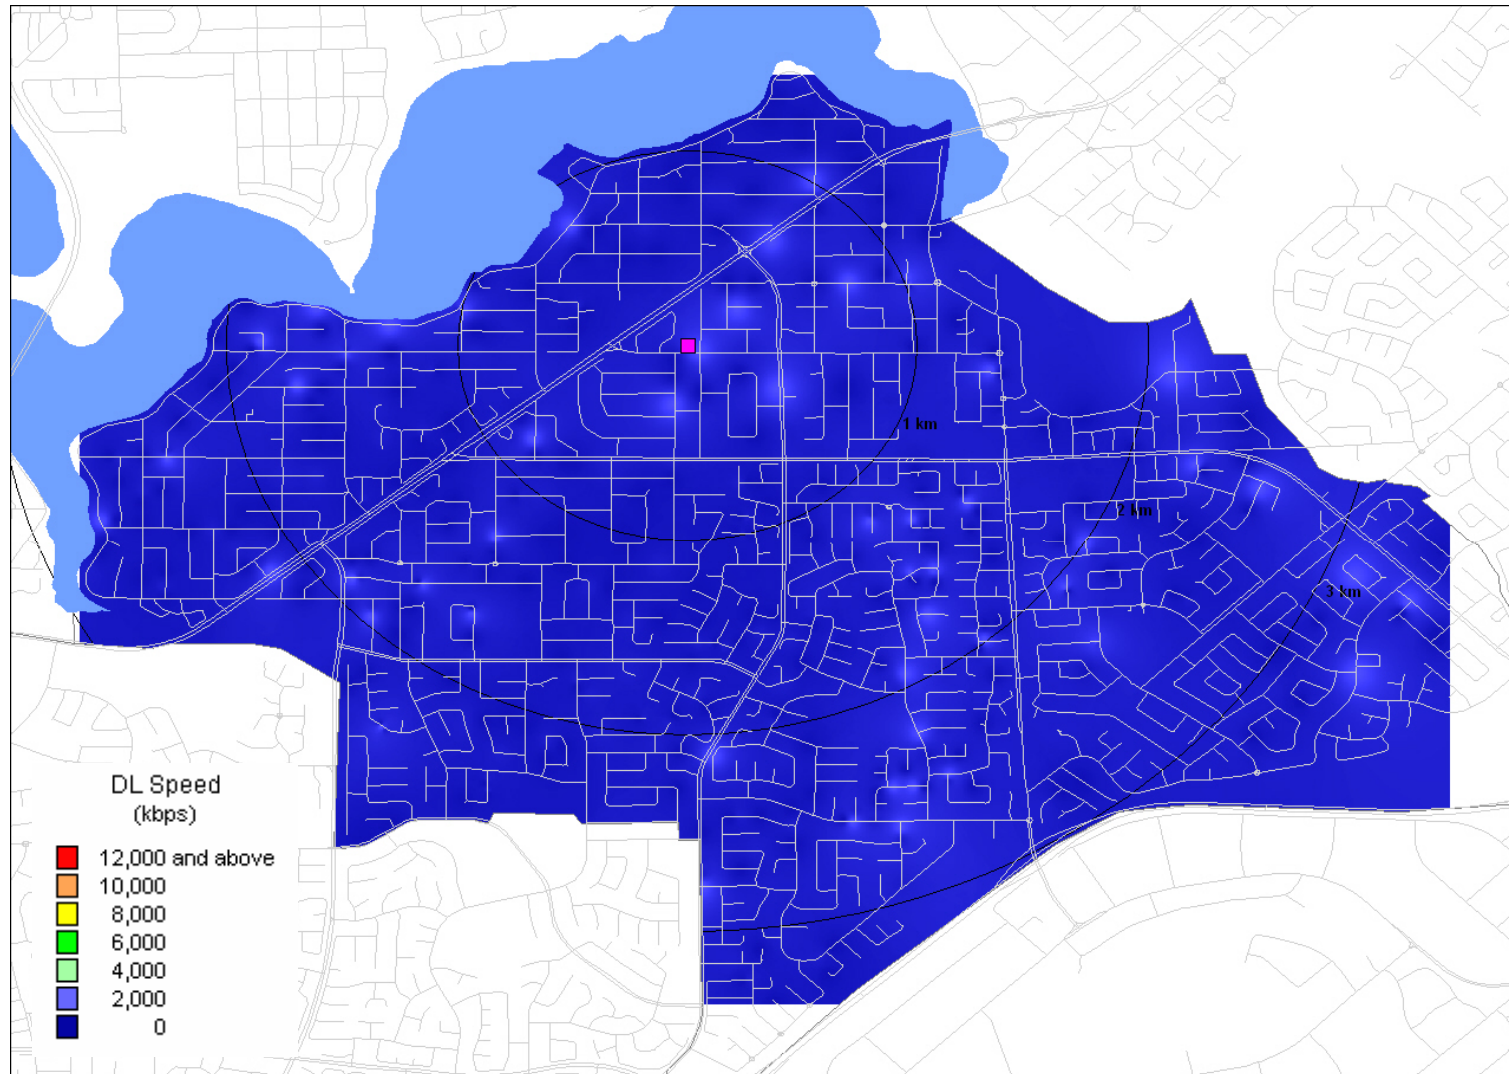 1 km
2 km
3 km
DL Speed
(kbps)
12,000 and above
10,000
8,000
6,000
4,000
2,000
0